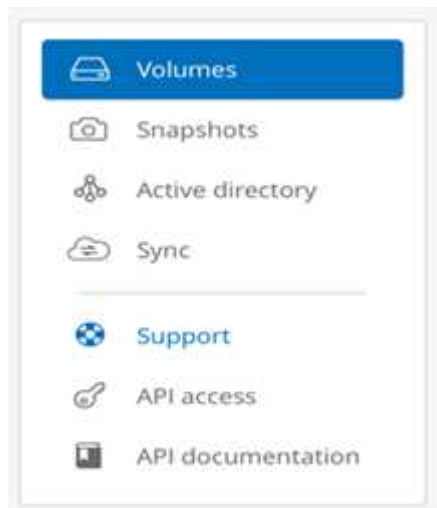 Volumes
Snapshots
Active directory
Sync
Support
API access
API documentation